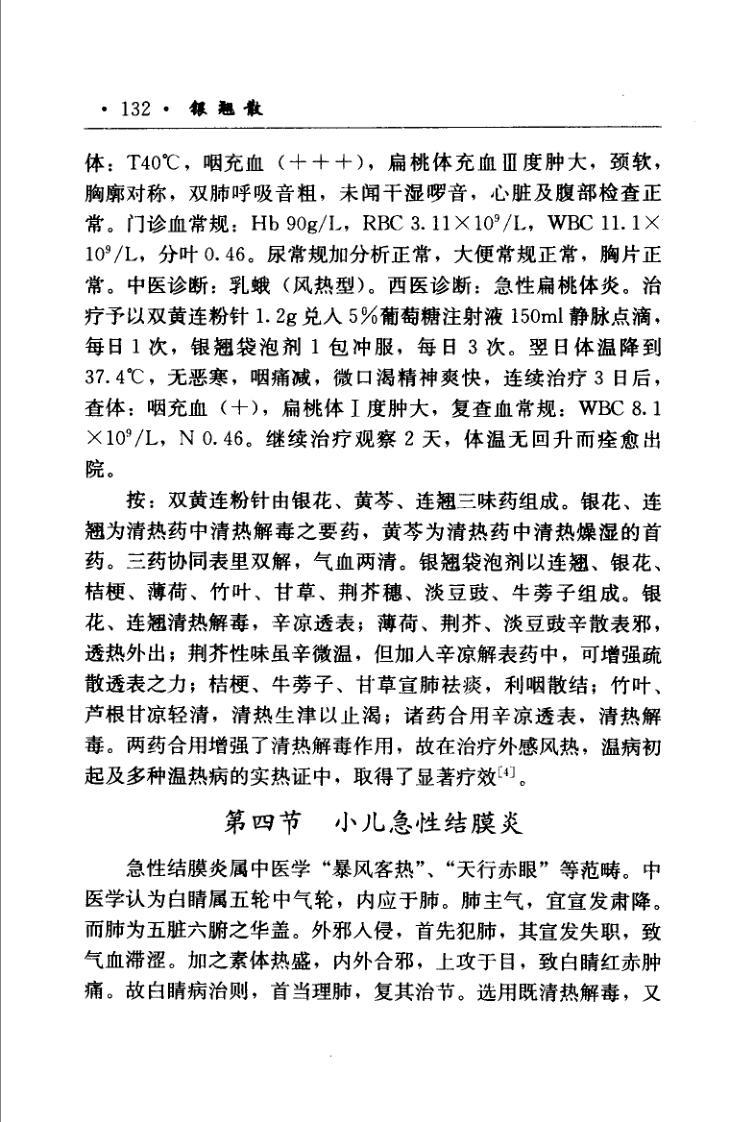 · 132 · 银翘散
体：T40℃，咽充血（＋＋＋），扁桃体充血Ⅲ度肿大，颈软，
胸廓对称，双肺呼吸音粗，未闻干湿啰音，心脏及腹部检查正
常。门诊血常规：Hb 90g/L，RBC 3.11×10⁹/L，WBC 11.1×
10⁹/L，分叶 0.46。尿常规加分析正常，大便常规正常，胸片正
常。中医诊断：乳蛾（风热型）。西医诊断：急性扁桃体炎。治
疗予以双黄连粉针 1.2g 兑入 5%葡萄糖注射液 150ml 静脉点滴，
每日 1 次，银翘袋泡剂 1 包冲服，每日 3 次。翌日体温降到
37.4℃，无恶寒，咽痛减，微口渴精神爽快，连续治疗 3 日后，
查体：咽充血（＋），扁桃体Ⅰ度肿大，复查血常规：WBC 8.1
×10⁹/L，N 0.46。继续治疗观察 2 天，体温无回升而痊愈出
院。
按：双黄连粉针由银花、黄芩、连翘三味药组成。银花、连
翘为清热药中清热解毒之要药，黄芩为清热药中清热燥湿的首
药。三药协同表里双解，气血两清。银翘袋泡剂以连翘、银花、
桔梗、薄荷、竹叶、甘草、荆芥穗、淡豆豉、牛蒡子组成。银
花、连翘清热解毒，辛凉透表；薄荷、荆芥、淡豆豉辛散表邪，
透热外出；荆芥性味虽辛微温，但加入辛凉解表药中，可增强疏
散透表之力；桔梗、牛蒡子、甘草宣肺祛痰，利咽散结；竹叶、
芦根甘凉轻清，清热生津以止渴；诸药合用辛凉透表，清热解
毒。两药合用增强了清热解毒作用，故在治疗外感风热，温病初
起及多种温热病的实热证中，取得了显著疗效[4]。
第四节 小儿急性结膜炎
急性结膜炎属中医学“暴风客热”、“天行赤眼”等范畴。中
医学认为白睛属五轮中气轮，内应于肺。肺主气，宜宣发肃降。
而肺为五脏六腑之华盖。外邪入侵，首先犯肺，其宣发失职，致
气血滞涩。加之素体热盛，内外合邪，上攻于目，致白睛红赤肿
痛。故白睛病治则，首当理肺，复其治节。选用既清热解毒，又